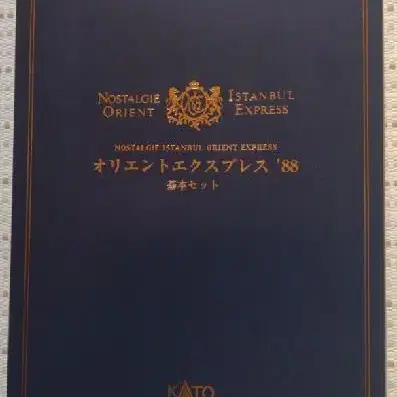 NOSTALGIE ISTANBUL
ORIENT EXPRESS
NOSTALGIE ISTANBUL ORIENT EXPRESS
オリエントエクスプレス '88
基本セット
KATO